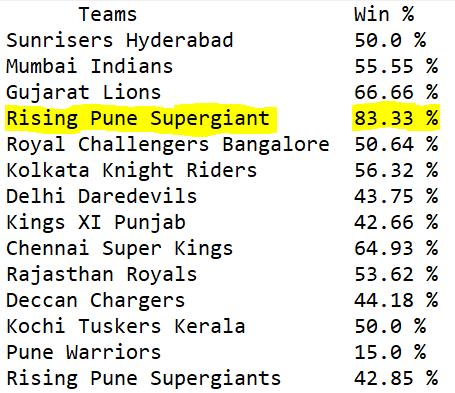 Teams Win %
Sunrisers Hyderabad 50.0 %
Mumbai Indians 55.55 %
Gujarat Lions 66.66 %
Rising Pune Supergiant 83.33 %
Royal Challengers Bangalore 50.64 %
Kolkata Knight Riders 56.32 %
Delhi Daredevils 43.75 %
Kings XI Punjab 42.66 %
Chennai Super Kings 64.93 %
Rajasthan Royals 53.62 %
Deccan Chargers 44.18 %
Kochi Tuskers Kerala 50.0 %
Pune Warriors 15.0 %
Rising Pune Supergiants 42.85 %